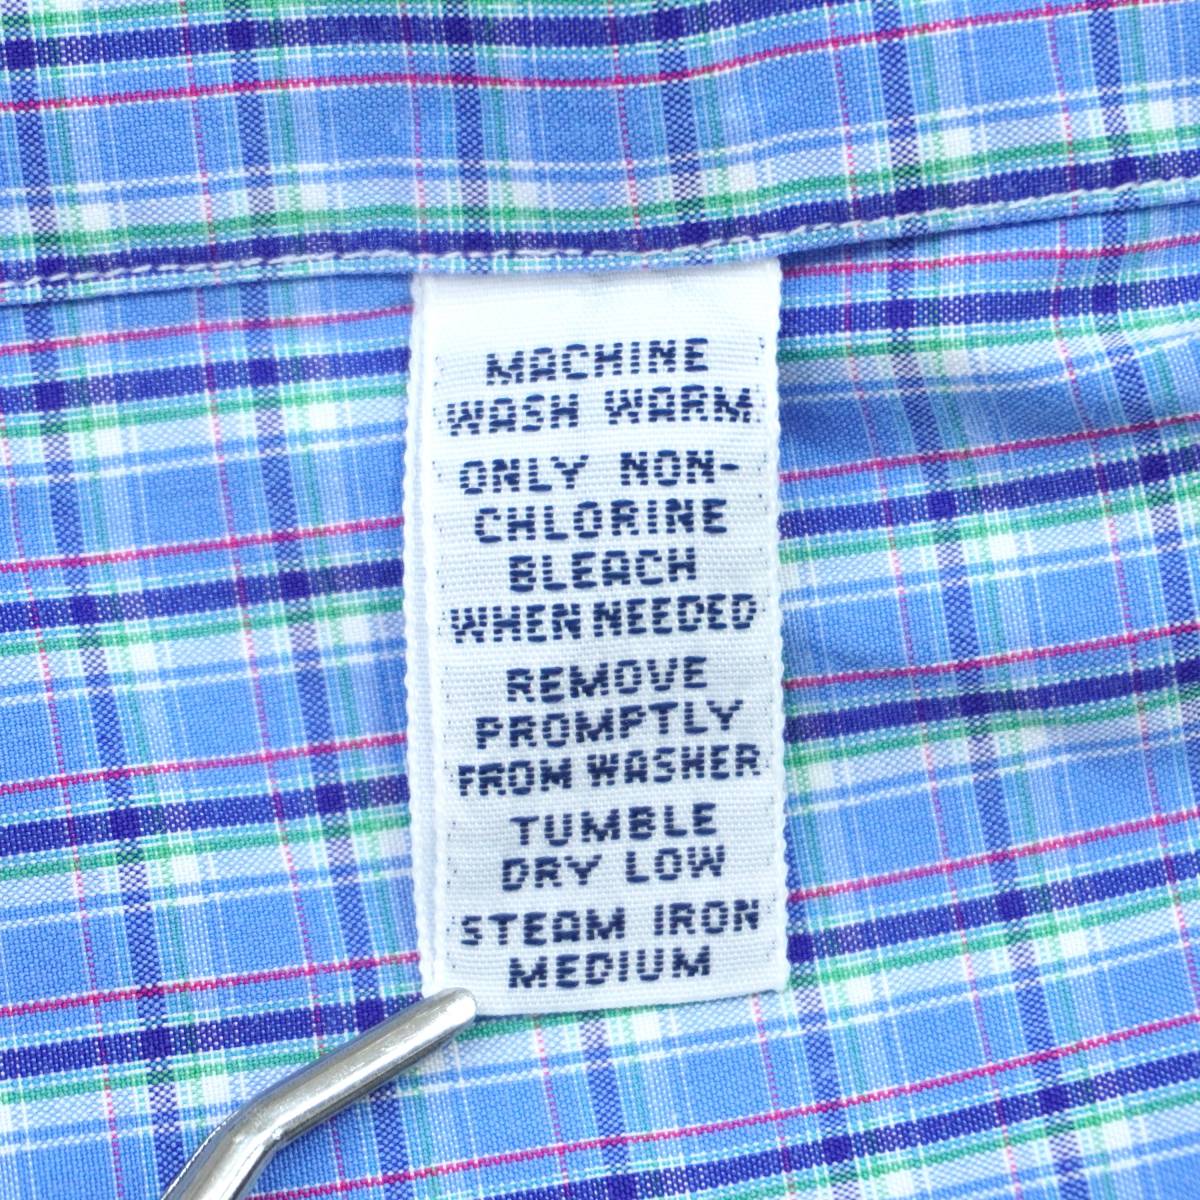 MACHINE
WASH WARM
ONLY NON-
CHLORINE
BLEACH
WHEN NEEDED
REMOVE
PROMPTLY
FROM WASHER
TUMBLE
DRY LOW
STEAM IRON
MEDIUM